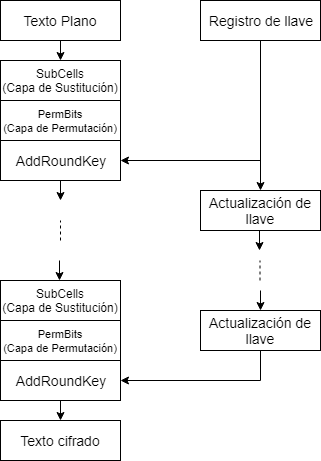 Texto Plano
Registro de llave
SubCells
(Capa de Sustitución)
PermBits
(Capa de Permutación)
AddRoundKey
Actualización de
llave
SubCells
(Capa de Sustitución)
PermBits
(Capa de Permutación)
AddRoundKey
Actualización de
llave
Texto cifrado